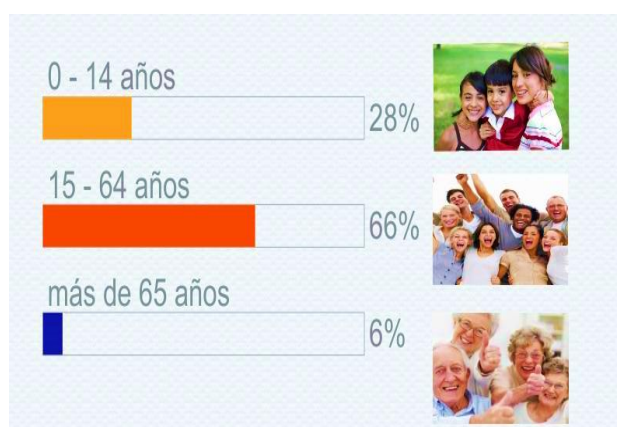 0 - 14 años
28%
15 - 64 años
66%
más de 65 años
6%